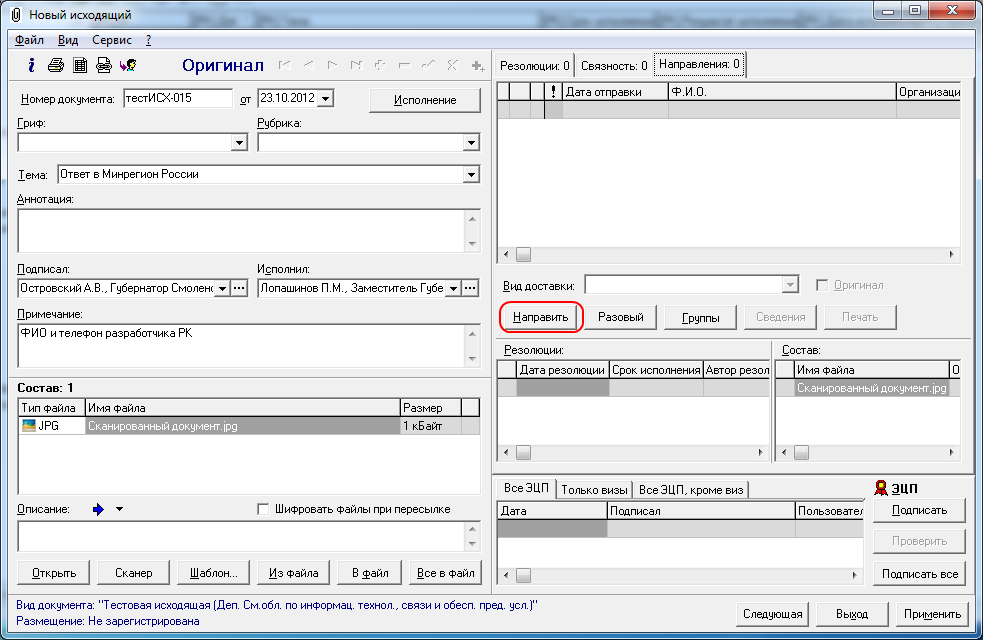 Новый исходящий
Файл Вид Сервис ?
Оригинал
Номер документа: тестИСХ-015 от 23.10.2012
Исполнение
Гриф:
Рубрика:
Тема: Ответ в Минрегион России
Аннотация:
Подписал:
Исполнил:
Островский А.В., Губернатор Смоленс
Лопашинов П.М., Заместитель Губе
Примечание:
ФИО и телефон разработчика РК
Состав: 1
Тип файла Имя файла Размер
JPG Сканированный документ.jpg 1 кБайт
Описание:
Шифровать файлы при пересылке
Открыть Сканер Шаблон... Из файла В файл Все в файл
Резолюции: 0 Связность: 0 Направления: 0
! Дата отправки Ф.И.О. Организаци
Вид доставки:
Оригинал
Направить Разовый Группы Сведения Печать
Резолюции:
Дата резолюции Срок исполнения Автор резол
Состав:
Имя файла О
Сканированный документ.jpg
Все ЭЦП Только визы Все ЭЦП, кроме виз
Дата Подписал Пользовател
ЭЦП
Подписать
Проверить
Подписать все
Вид документа: "Тестовая исходящая (Деп. См.обл. по информац. технол., связи и обесп. пред. усл.)"
Размещение: Не зарегистрирована
Следующая Выход Применить